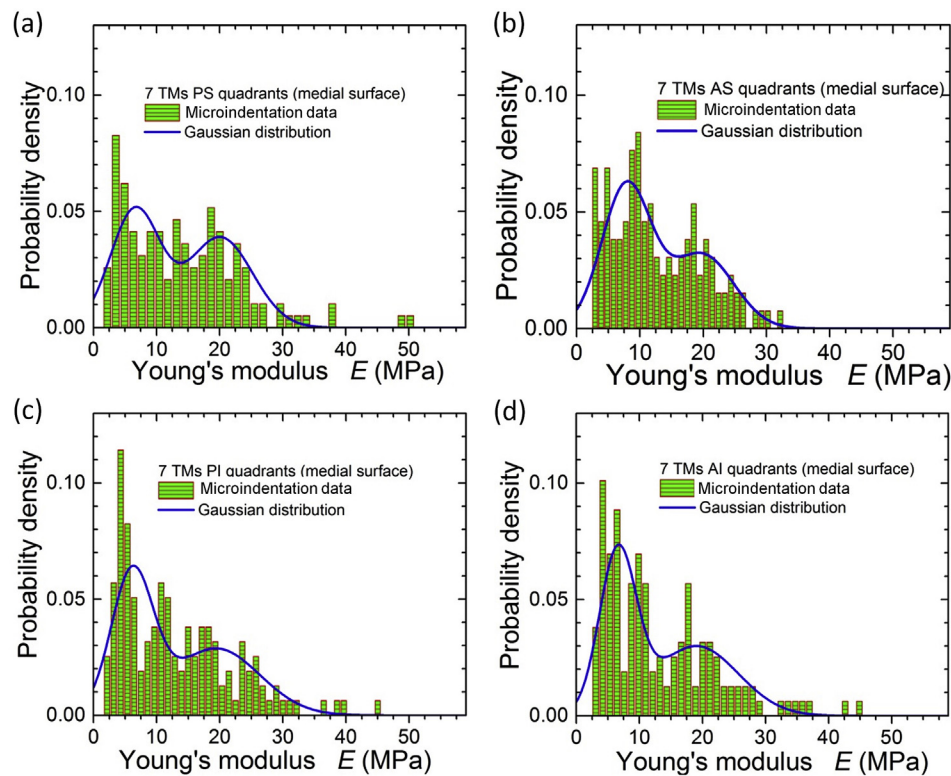 (a)
7 TMs PS quadrants (medial surface)
Microindentation data
Gaussian distribution
Probability density
0.10
0.05
0.00
0 10 20 30 40 50
Young's modulus E (MPa)
(b)
7 TMs AS quadrants (medial surface)
Microindentation data
Gaussian distribution
Probability density
0.10
0.05
0.00
0 10 20 30 40 50
Young's modulus E (MPa)
(c)
7 TMs PI quadrants (medial surface)
Microindentation data
Gaussian distribution
Probability density
0.10
0.05
0.00
0 10 20 30 40 50
Young's modulus E (MPa)
(d)
7 TMs AI quadrants (medial surface)
Microindentation data
Gaussian distribution
Probability density
0.10
0.05
0.00
0 10 20 30 40 50
Young's modulus E (MPa)